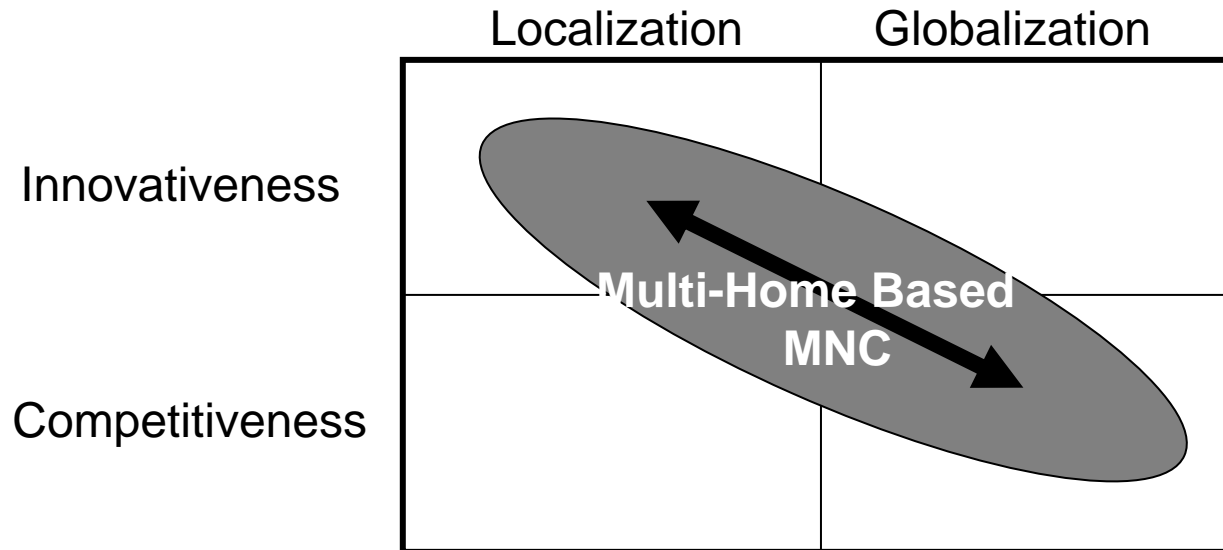 Localization Globalization
Innovativeness
Multi-Home Based
MNC
Competitiveness